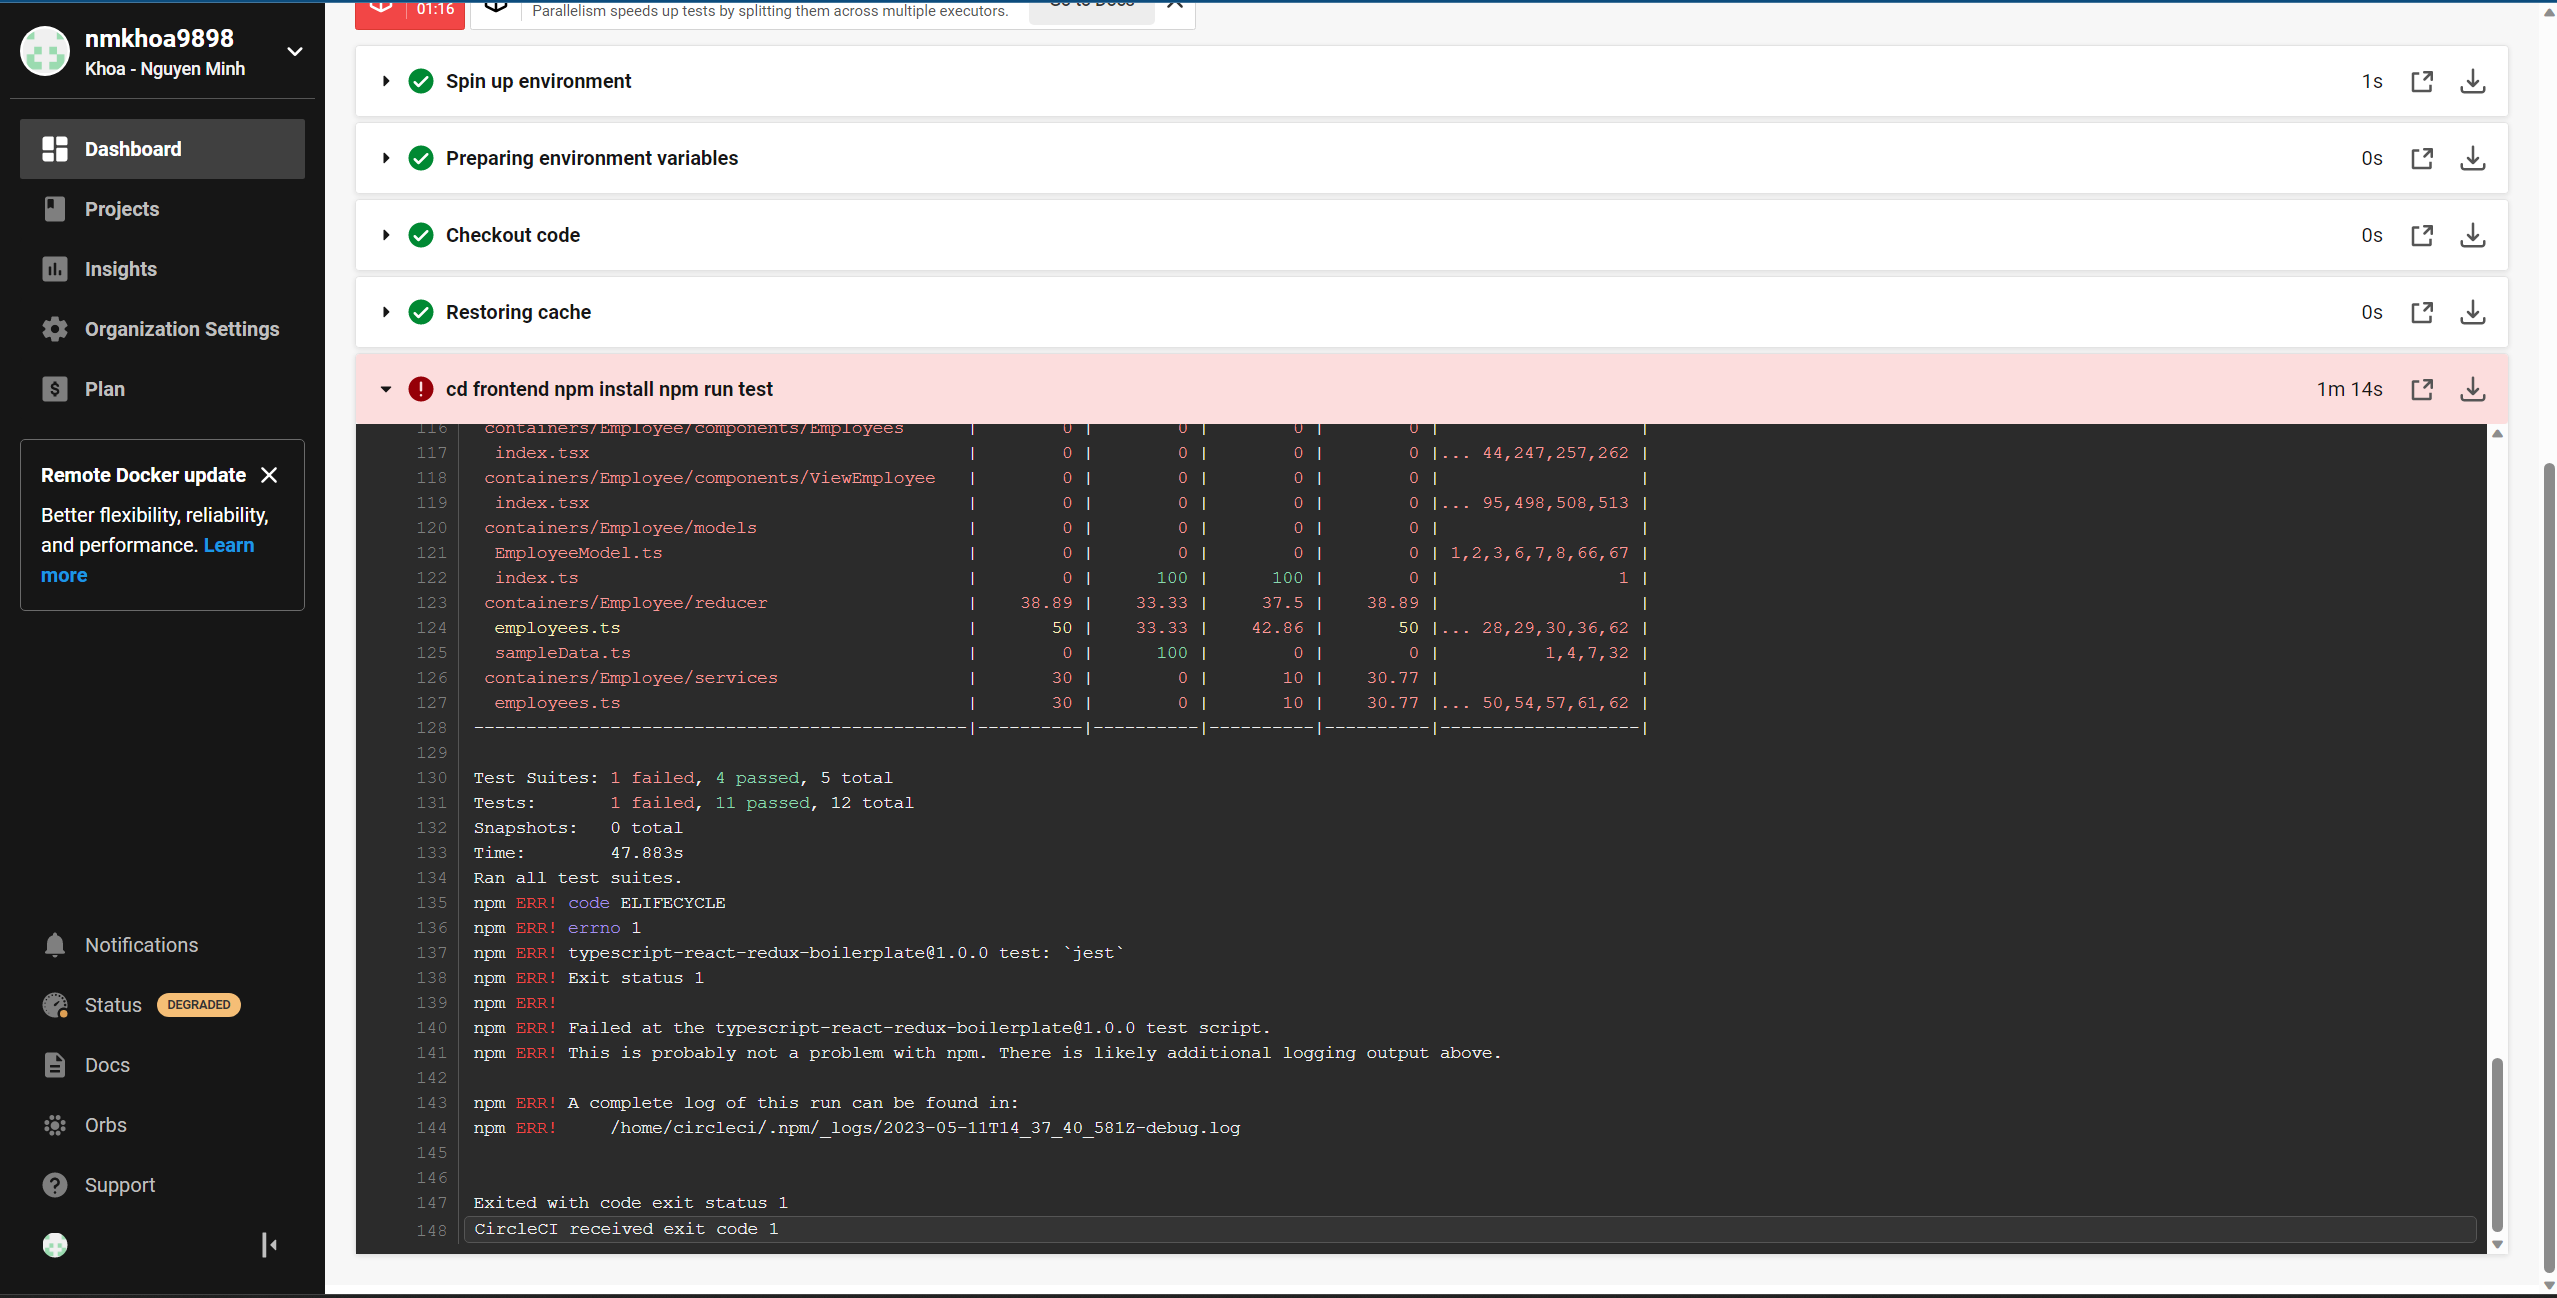 nmkhoa9898
Khoa - Nguyen Minh
Dashboard
Projects
Insights
Organization Settings
Plan
Remote Docker update
Better flexibility, reliability,
and performance. Learn
more
Notifications
Status DEGRADED
Docs
Orbs
Support
01:16
Parallelism speeds up tests by splitting them across multiple executors.
Go to Docs
Spin up environment 1s
Preparing environment variables 0s
Checkout code 0s
Restoring cache 0s
cd frontend npm install npm run test 1m 14s
116 containers/Employee/components/Employees | 0 | 0 | 0 | 0 | |
117 index.tsx | 0 | 0 | 0 | 0 |... 44,247,257,262 |
118 containers/Employee/components/ViewEmployee | 0 | 0 | 0 | 0 | |
119 index.tsx | 0 | 0 | 0 | 0 |... 95,498,508,513 |
120 containers/Employee/models | 0 | 0 | 0 | 0 | |
121 EmployeeModel.ts | 0 | 0 | 0 | 0 | 1,2,3,6,7,8,66,67 |
122 index.ts | 0 | 100 | 100 | 0 | 1 |
123 containers/Employee/reducer | 38.89 | 33.33 | 37.5 | 38.89 | |
124 employees.ts | 50 | 33.33 | 42.86 | 50 |... 28,29,30,36,62 |
125 sampleData.ts | 0 | 100 | 0 | 0 | 1,4,7,32 |
126 containers/Employee/services | 30 | 0 | 10 | 30.77 | |
127 employees.ts | 30 | 0 | 10 | 30.77 |... 50,54,57,61,62 |
128 -----------------------------------------------|----------|----------|----------|----------|-------------------|
129
130 Test Suites: 1 failed, 4 passed, 5 total
131 Tests: 1 failed, 11 passed, 12 total
132 Snapshots: 0 total
133 Time: 47.883s
134 Ran all test suites.
135 npm ERR! code ELIFECYCLE
136 npm ERR! errno 1
137 npm ERR! typescript-react-redux-boilerplate@1.0.0 test: `jest`
138 npm ERR! Exit status 1
139 npm ERR!
140 npm ERR! Failed at the typescript-react-redux-boilerplate@1.0.0 test script.
141 npm ERR! This is probably not a problem with npm. There is likely additional logging output above.
142
143 npm ERR! A complete log of this run can be found in:
144 npm ERR! /home/circleci/.npm/_logs/2023-05-11T14_37_40_581Z-debug.log
145
146
147 Exited with code exit status 1
148 CircleCI received exit code 1